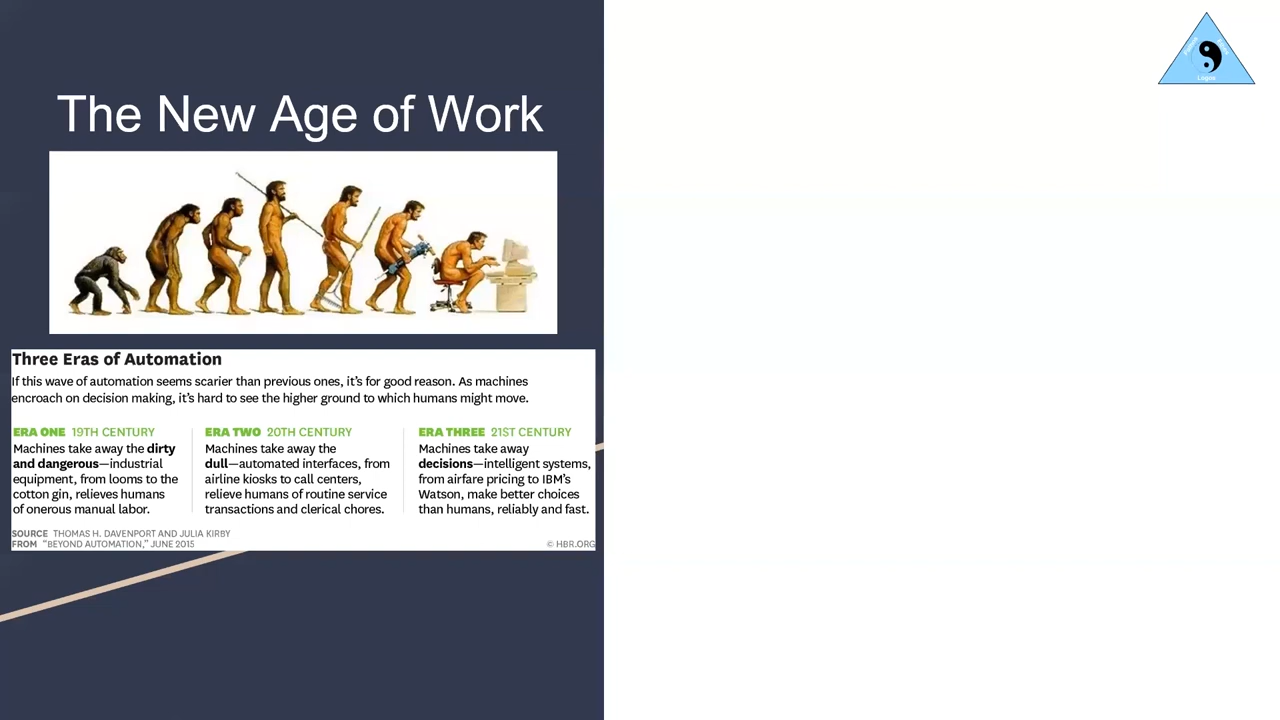 The New Age of Work
Three Eras of Automation
If this wave of automation seems scarier than previous ones, it's for good reason. As machines
encroach on decision making, it's hard to see the higher ground to which humans might move.
ERA ONE 19TH CENTURY
Machines take away the dirty
and dangerous—industrial
equipment, from looms to the
cotton gin, relieves humans
of onerous manual labor.
ERA TWO 20TH CENTURY
Machines take away the
dull—automated interfaces, from
airline kiosks to call centers,
relieve humans of routine service
transactions and clerical chores.
ERA THREE 21ST CENTURY
Machines take away
decisions—intelligent systems,
from airfare pricing to IBM's
Watson, make better choices
than humans, reliably and fast.
SOURCE THOMAS H. DAVENPORT AND JULIA KIRBY
FROM “BEYOND AUTOMATION,” JUNE 2015
© HBR.ORG
Logos